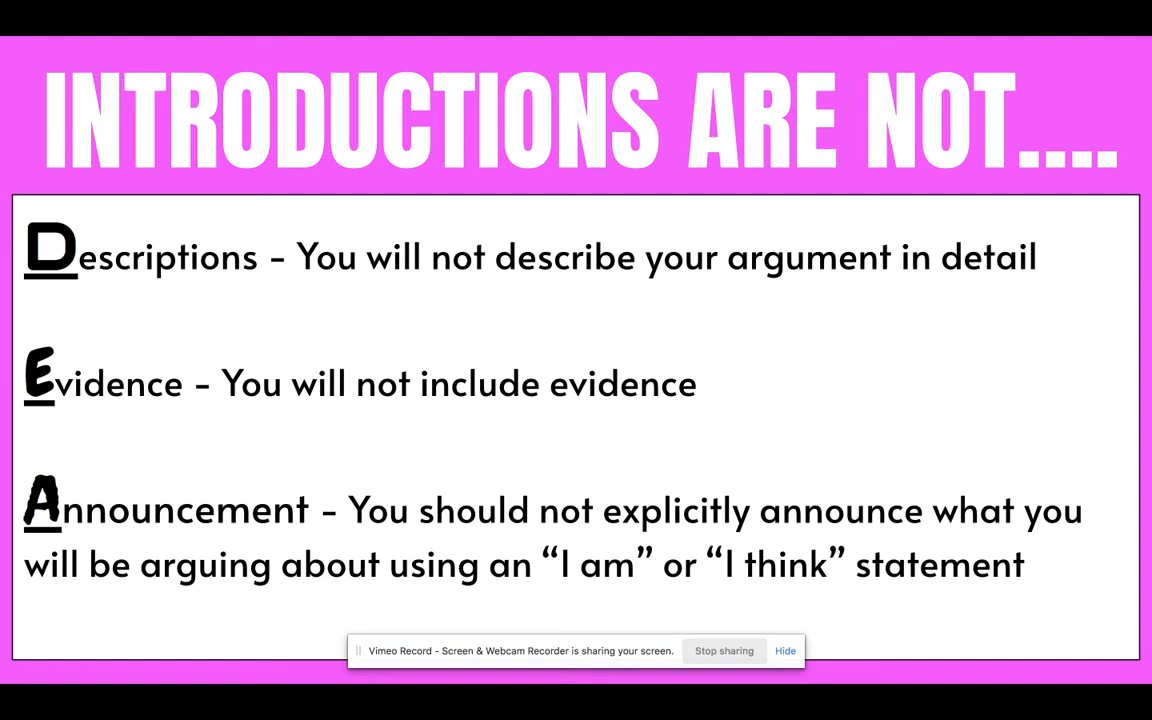 INTRODUCTIONS ARE NOT....
Descriptions - You will not describe your argument in detail
Evidence - You will not include evidence
Announcement - You should not explicitly announce what you
will be arguing about using an “I am” or “I think” statement
Vimeo Record - Screen & Webcam Recorder is sharing your screen. Stop sharing Hide